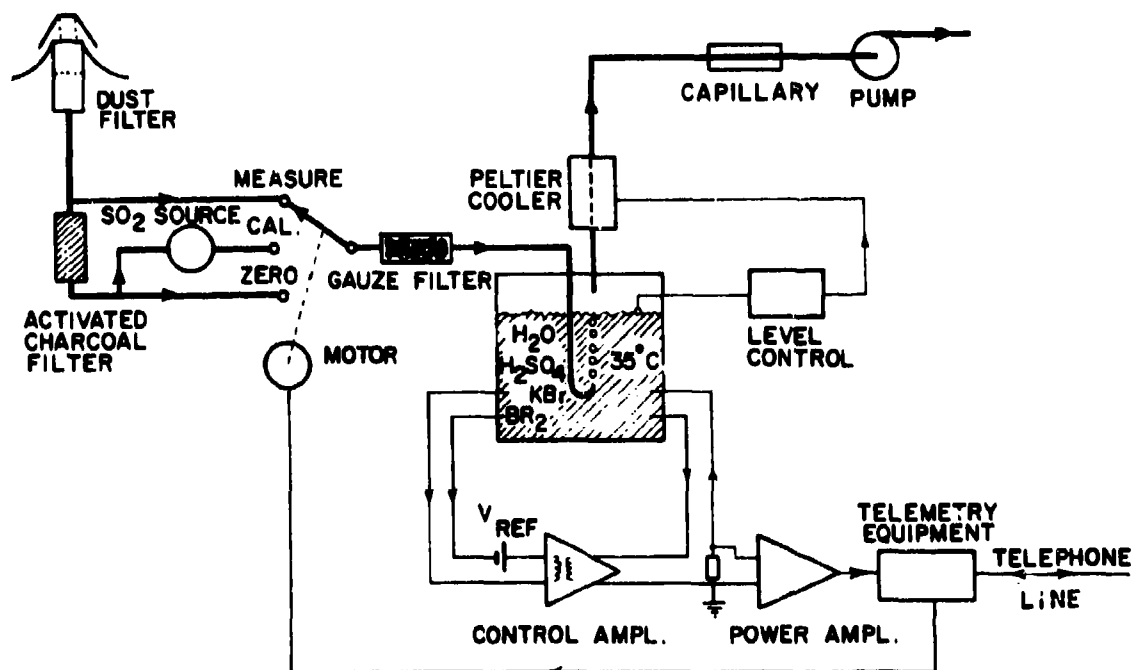 DUST
FILTER
CAPILLARY
PUMP
PELTIER
COOLER
MEASURE
SO2 SOURCE
CAL.
ZERO
GAUZE FILTER
ACTIVATED
CHARCOAL
FILTER
MOTOR
H2O
H2SO4
35°C
KBr
BR2
LEVEL
CONTROL
V REF
TELEMETRY
EQUIPMENT
TELEPHONE
LINE
CONTROL AMPL.
POWER AMPL.